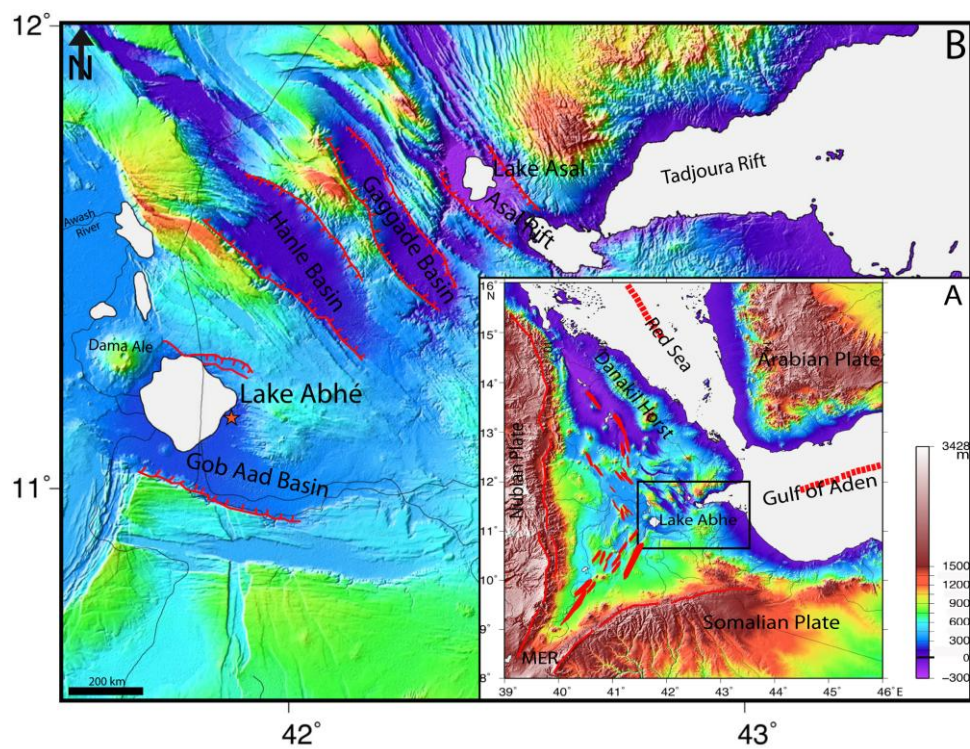 12°
N
B
Lake Asal
Tadjoura Rift
Asal Rift
Gaggade Basin
Hanle Basin
Awash
River
Dama Ale
Lake Abhé
Gob Aad Basin
11°
200 km
42°
43°
A
16°
N
15°
14°
13°
12°
11°
10°
9°
8°
39°
40°
41°
42°
43°
44°
45°
46°E
Red Sea
Arabian Plate
Danakil Horst
Nubian Plate
Gulf of Aden
Lake Abhe
Somalian Plate
MER
3428
m
1500
1200
900
600
300
0
−300